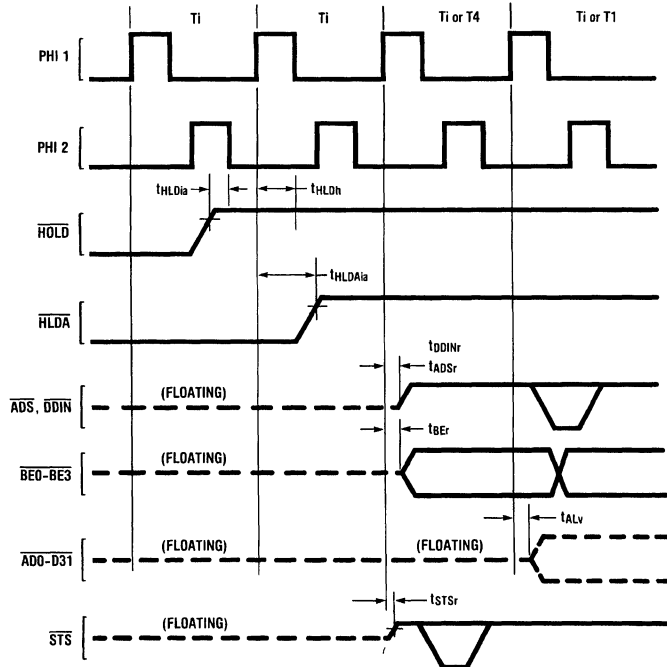 Ti Ti Ti or T4 Ti or T1
PHI 1
PHI 2
tHLDia tHLDh
HOLD
tHLDAia
HLDA
tDDINr
tADSr
(FLOATING)
ADS, DDIN
tBEr
(FLOATING)
BE0-BE3
tALv
(FLOATING) (FLOATING)
AD0-D31
tSTSr
(FLOATING)
STS